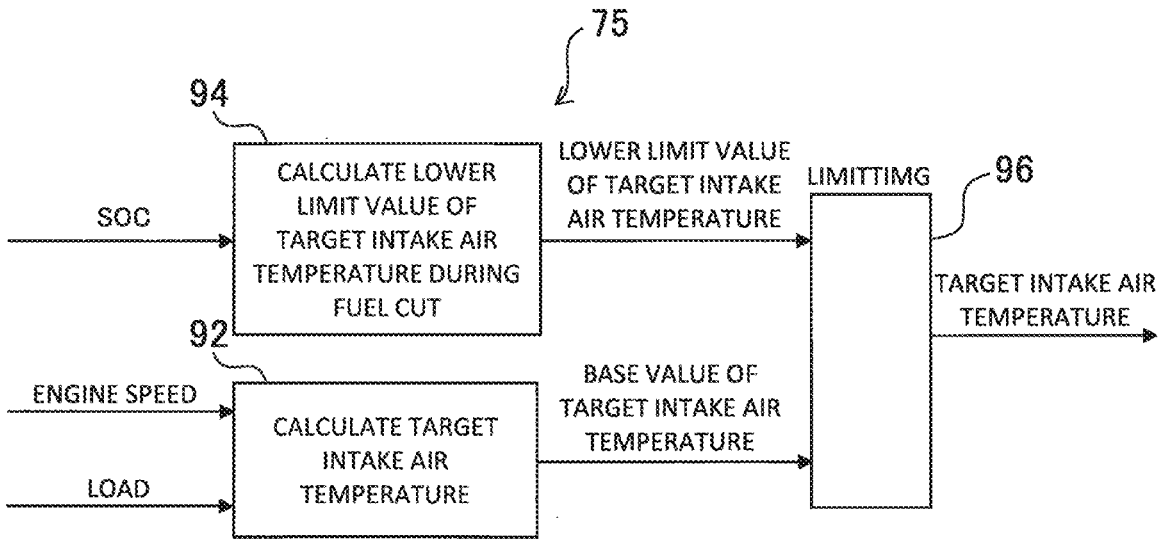 75
94
CALCULATE LOWER
LIMIT VALUE OF
TARGET INTAKE AIR
TEMPERATURE DURING
FUEL CUT
SOC
LOWER LIMIT VALUE
OF TARGET INTAKE
AIR TEMPERATURE
LIMITTIMG
96
TARGET INTAKE AIR
TEMPERATURE
92
ENGINE SPEED
LOAD
CALCULATE TARGET
INTAKE AIR
TEMPERATURE
BASE VALUE OF
TARGET INTAKE AIR
TEMPERATURE